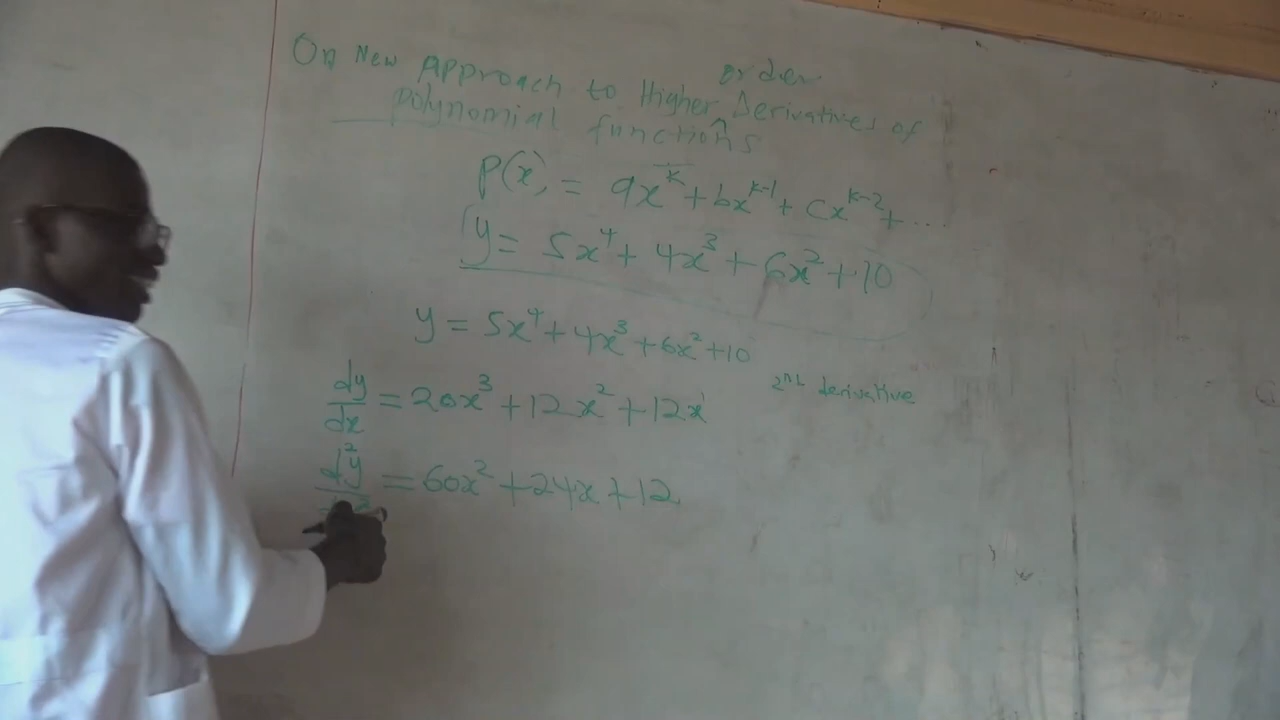 On New Approach to Higher order Derivatives of
polynomial functions
P(x) = ax^k + bx^{k-1} + cx^{k-2} + ....
y = 5x^4 + 4x^3 + 6x^2 + 10
y = 5x^4 + 4x^3 + 6x^2 + 10
2nd derivative
dy/dx = 20x^3 + 12x^2 + 12x^1
d^2y/dx^2 = 60x^2 + 24x + 12